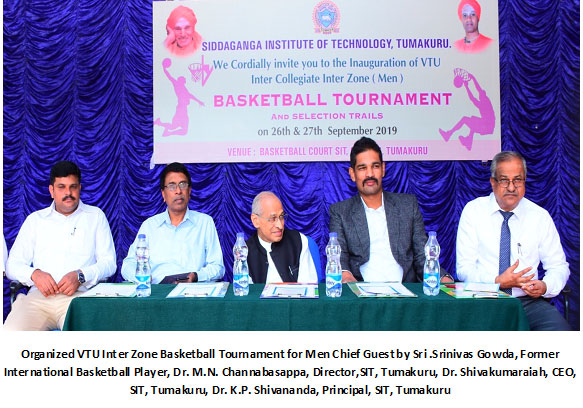 SIDDAGANGA INSTITUTE OF TECHNOLOGY, TUMAKURU.
We Cordially invite you to the Inauguration of VTU
Inter Collegiate Inter Zone ( Men )
BASKETBALL TOURNAMENT
AND SELECTION TRAILS
on 26th & 27th September 2019
VENUE : BASKETBALL COURT SIT, TUMAKURU
Organized VTU Inter Zone Basketball Tournament for Men Chief Guest by Sri .Srinivas Gowda, Former
International Basketball Player, Dr. M.N. Channabasappa, Director,SIT, Tumakuru, Dr. Shivakumaraiah, CEO,
SIT, Tumakuru, Dr. K.P. Shivananda, Principal, SIT, Tumakuru